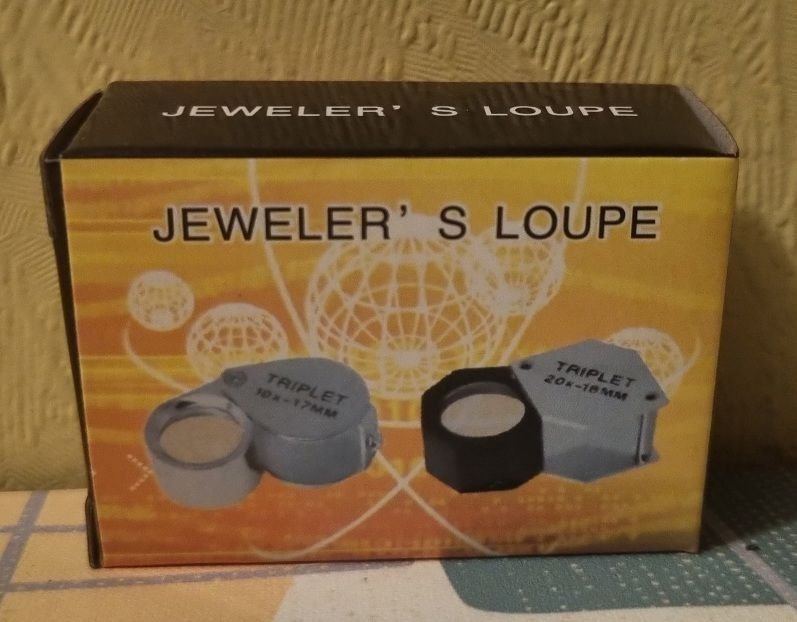 JEWELER' S LOUPE
JEWELER' S LOUPE
TRIPLET
10x-17MM
TRIPLET
20x-18MM